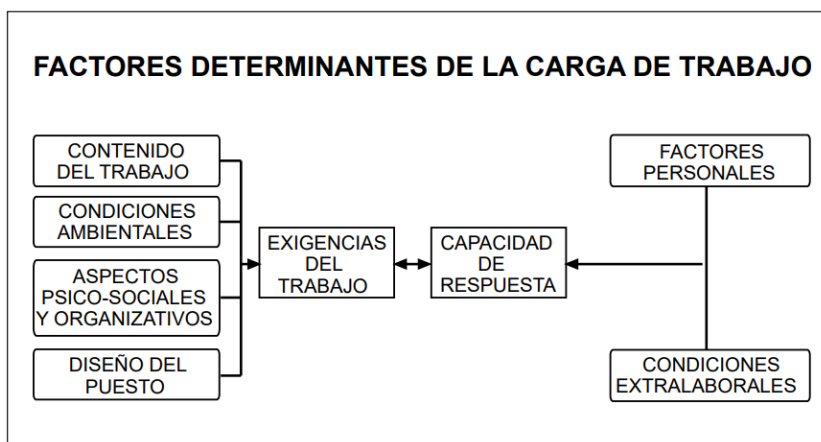 FACTORES DETERMINANTES DE LA CARGA DE TRABAJO
CONTENIDO
DEL TRABAJO
CONDICIONES
AMBIENTALES
ASPECTOS
PSICO-SOCIALES
Y ORGANIZATIVOS
DISEÑO DEL
PUESTO
EXIGENCIAS
DEL
TRABAJO
CAPACIDAD
DE
RESPUESTA
FACTORES
PERSONALES
CONDICIONES
EXTRALABORALES